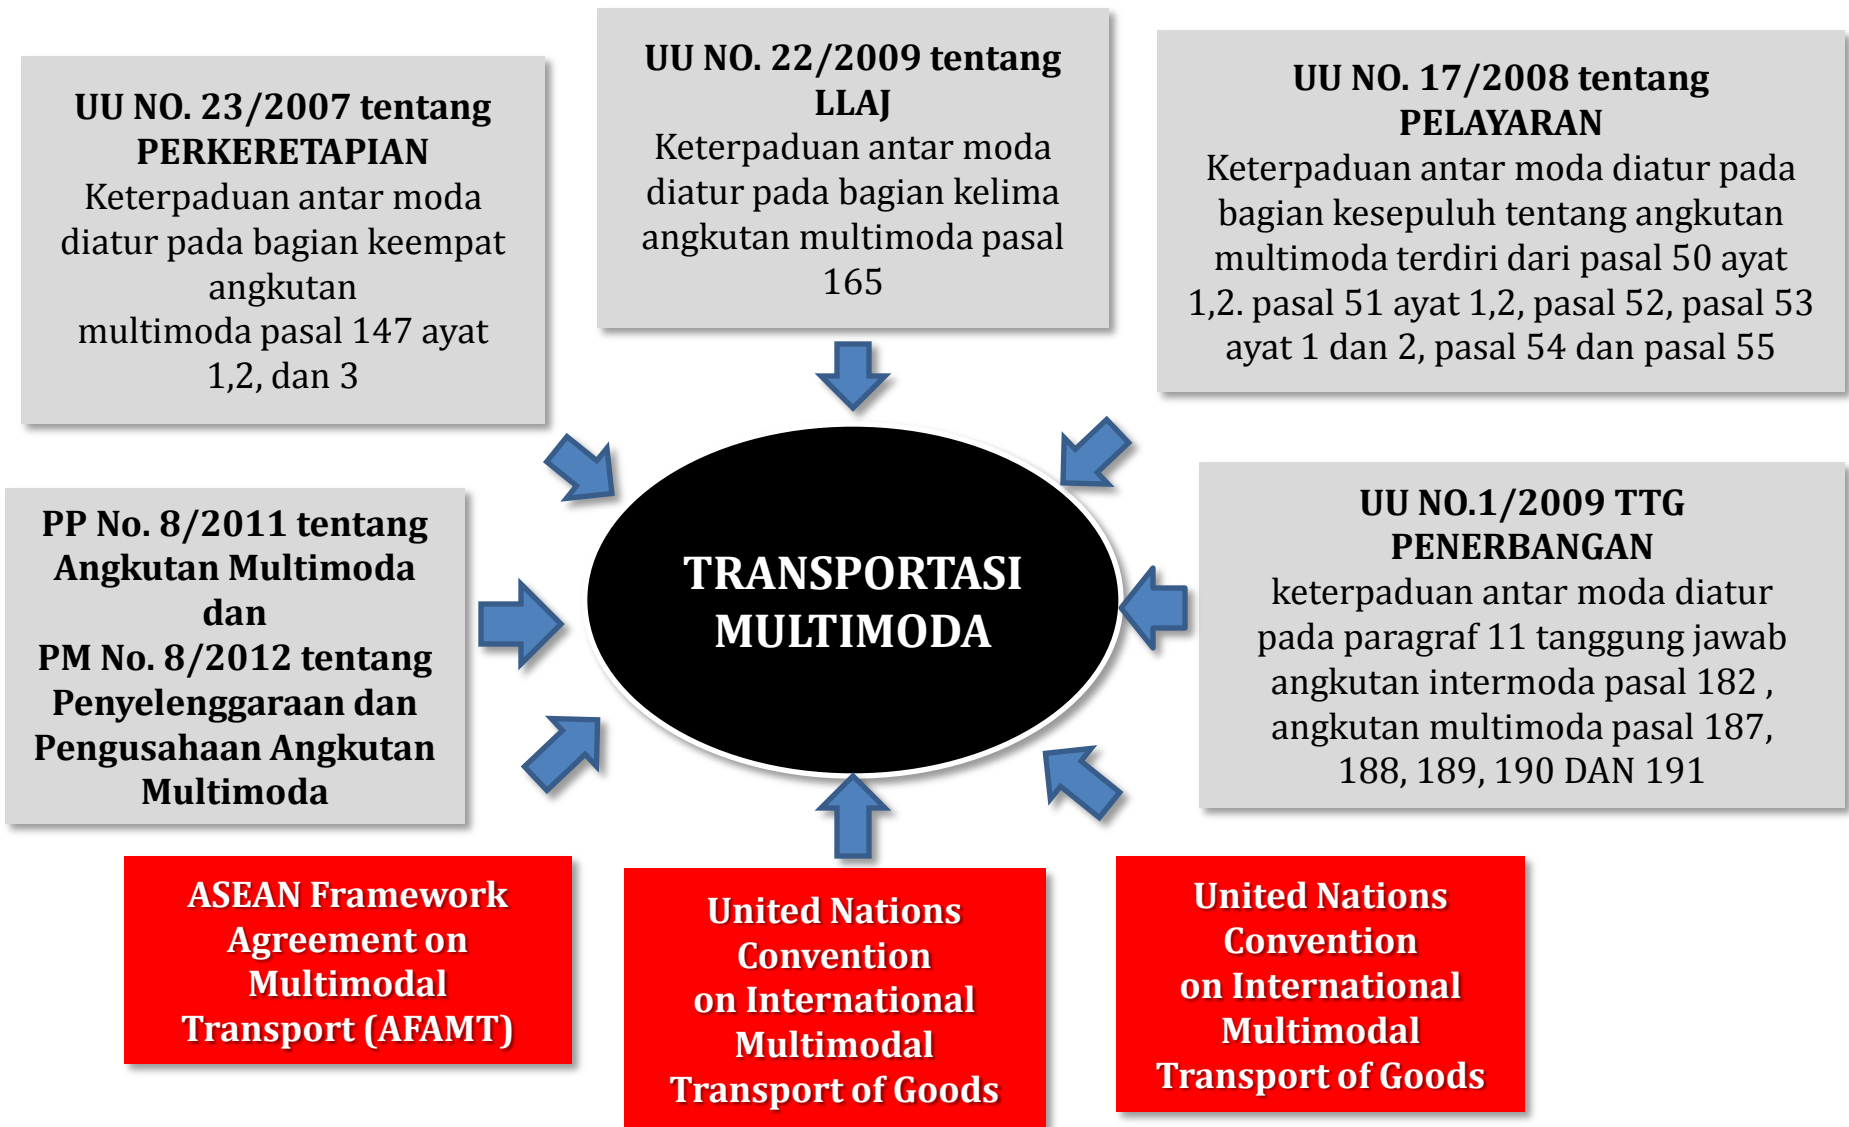 UU NO. 23/2007 tentang
PERKERETAPIAN
Keterpaduan antar moda
diatur pada bagian keempat
angkutan
multimoda pasal 147 ayat
1,2, dan 3
UU NO. 22/2009 tentang
LLAJ
Keterpaduan antar moda
diatur pada bagian kelima
angkutan multimoda pasal
165
UU NO. 17/2008 tentang
PELAYARAN
Keterpaduan antar moda diatur pada
bagian kesepuluh tentang angkutan
multimoda terdiri dari pasal 50 ayat
1,2. pasal 51 ayat 1,2, pasal 52, pasal 53
ayat 1 dan 2, pasal 54 dan pasal 55
PP No. 8/2011 tentang
Angkutan Multimoda
dan
PM No. 8/2012 tentang
Penyelenggaraan dan
Pengusahaan Angkutan
Multimoda
TRANSPORTASI
MULTIMODA
UU NO.1/2009 TTG
PENERBANGAN
keterpaduan antar moda diatur
pada paragraf 11 tanggung jawab
angkutan intermoda pasal 182 ,
angkutan multimoda pasal 187,
188, 189, 190 DAN 191
ASEAN Framework
Agreement on
Multimodal
Transport (AFAMT)
United Nations
Convention
on International
Multimodal
Transport of Goods
United Nations
Convention
on International
Multimodal
Transport of Goods